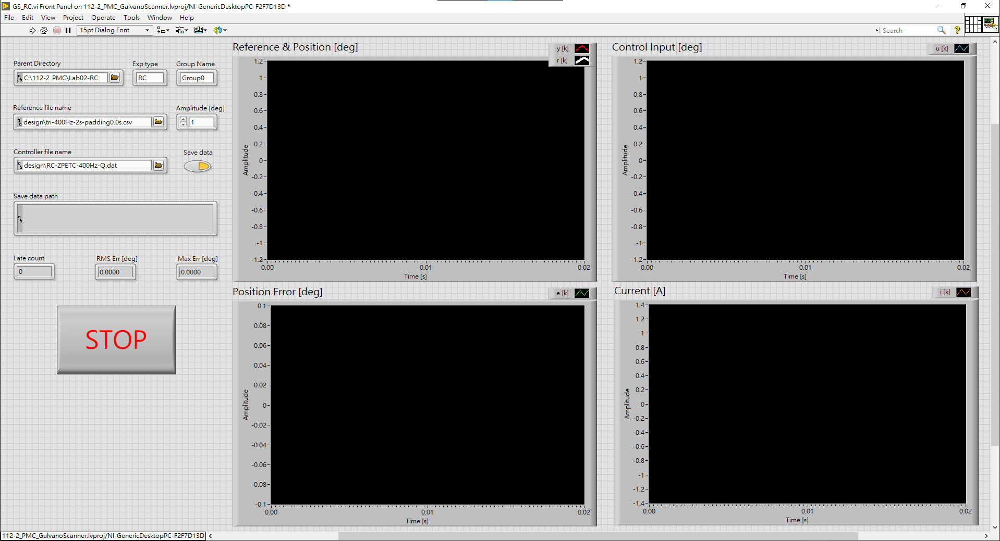 GS_RC.vi Front Panel on 112-2_PMC_GalvanoScanner.lvproj/NI-GenericDesktopPC-F2F7D13D *
File Edit View Project Operate Tools Window Help
15pt Dialog Font
Search
?
2
Parent Directory
C:\112-2_PMC\Lab02-RC
Exp type
RC
Group Name
Group0
Reference file name
design\tri-400Hz-2s-padding0.0s.csv
Amplitude [deg]
1
Controller file name
design\RC-ZPETC-400Hz-Q.dat
Save data
Save data path
Late count
0
RMS Err [deg]
0.0000
Max Err [deg]
0.0000
STOP
Reference & Position [deg]
y [k]
r [k]
Amplitude
1.2
1
0.8
0.6
0.4
0.2
0
-0.2
-0.4
-0.6
-0.8
-1
-1.2
0.00 0.01 0.02
Time [s]
Control Input [deg]
u [k]
Amplitude
1.2
1
0.8
0.6
0.4
0.2
0
-0.2
-0.4
-0.6
-0.8
-1
-1.2
0.00 0.01 0.02
Time [s]
Position Error [deg]
e [k]
Amplitude
0.1
0.08
0.06
0.04
0.02
0
-0.02
-0.04
-0.06
-0.08
-0.1
0.00 0.01 0.02
Time [s]
Current [A]
i [k]
Amplitude
1.4
1.2
1
0.8
0.6
0.4
0.2
0
-0.2
-0.4
-0.6
-0.8
-1
-1.2
-1.4
0.00 0.01 0.02
Time [s]
112-2_PMC_GalvanoScanner.lvproj/NI-GenericDesktopPC-F2F7D13D